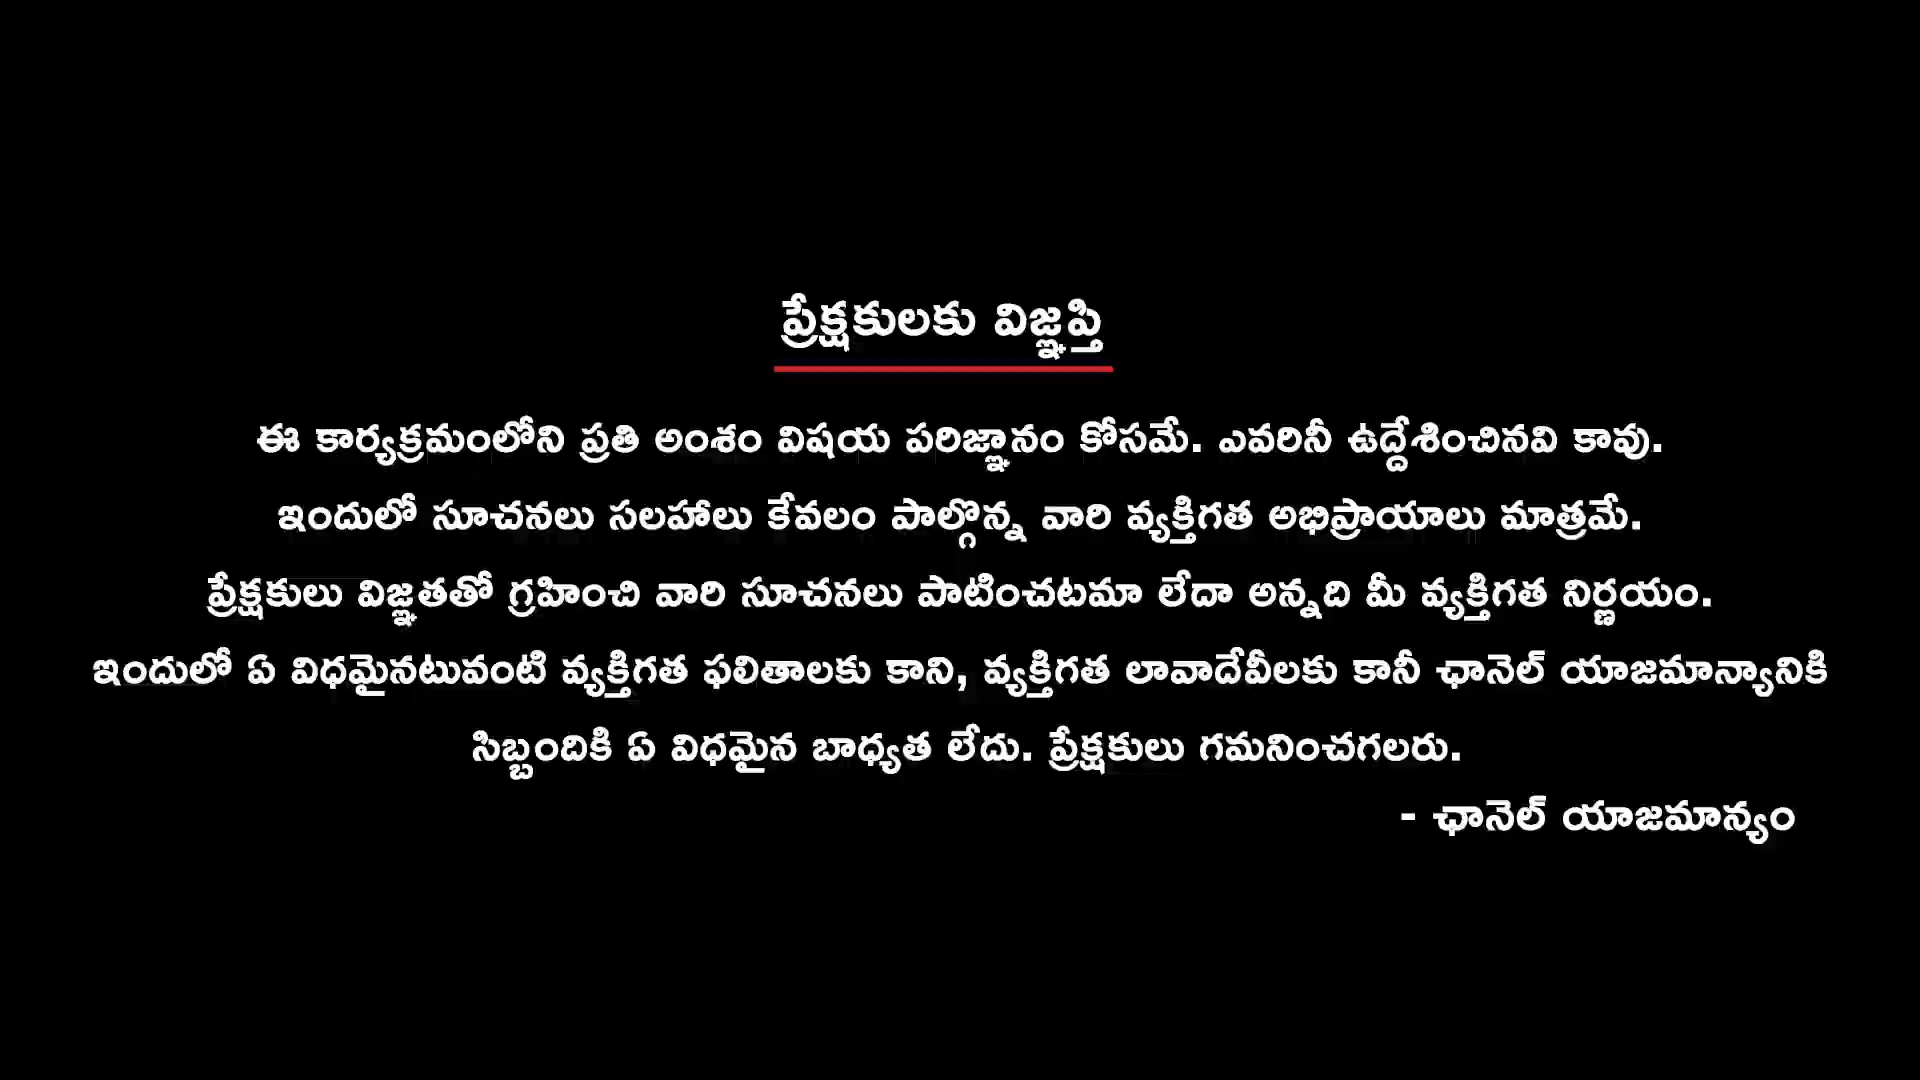 ప్రేక్షకులకు విజ్ఞప్తి
ఈ కార్యక్రమంలోని ప్రతి అంశం విషయ పరిజ్ఞానం కోసమే. ఎవరినీ ఉద్దేశించినవి కావు.
ఇందులో సూచనలు సలహాలు కేవలం పాల్గొన్న వారి వ్యక్తిగత అభిప్రాయాలు మాత్రమే.
ప్రేక్షకులు విజ్ఞతతో గ్రహించి వారి సూచనలు పాటించటమా లేదా అన్నది మీ వ్యక్తిగత నిర్ణయం.
ఇందులో ఏ విధమైనటువంటి వ్యక్తిగత ఫలితాలకు కాని, వ్యక్తిగత లావాదేవీలకు కానీ ఛానెల్ యాజమాన్యానికి
సిబ్బందికి ఏ విధమైన బాధ్యత లేదు. ప్రేక్షకులు గమనించగలరు.
- ఛానెల్ యాజమాన్యం